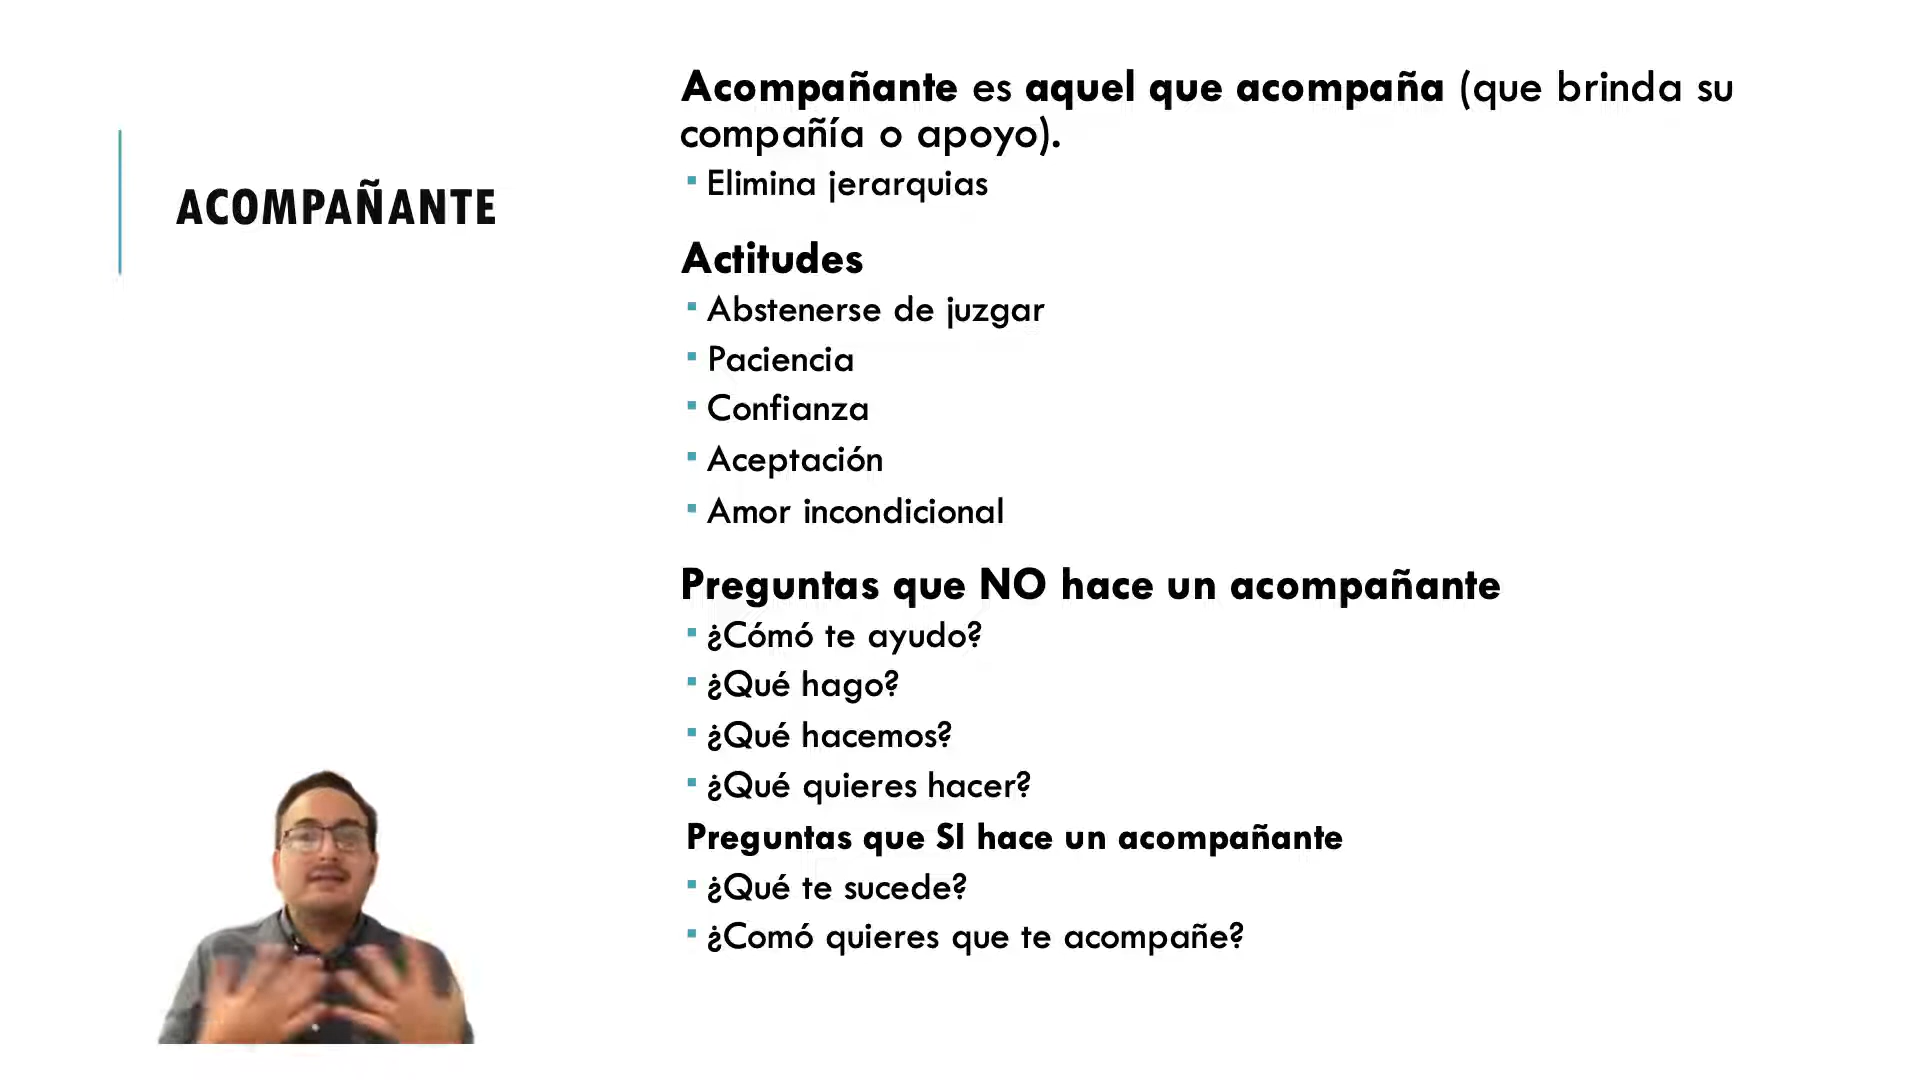 ACOMPAÑANTE
Acompañante es aquel que acompaña (que brinda su
compañía o apoyo).
Elimina jerarquias
Actitudes
Abstenerse de juzgar
Paciencia
Confianza
Aceptación
Amor incondicional
Preguntas que NO hace un acompañante
¿Cómó te ayudo?
¿Qué hago?
¿Qué hacemos?
¿Qué quieres hacer?
Preguntas que SI hace un acompañante
¿Qué te sucede?
¿Comó quieres que te acompañe?